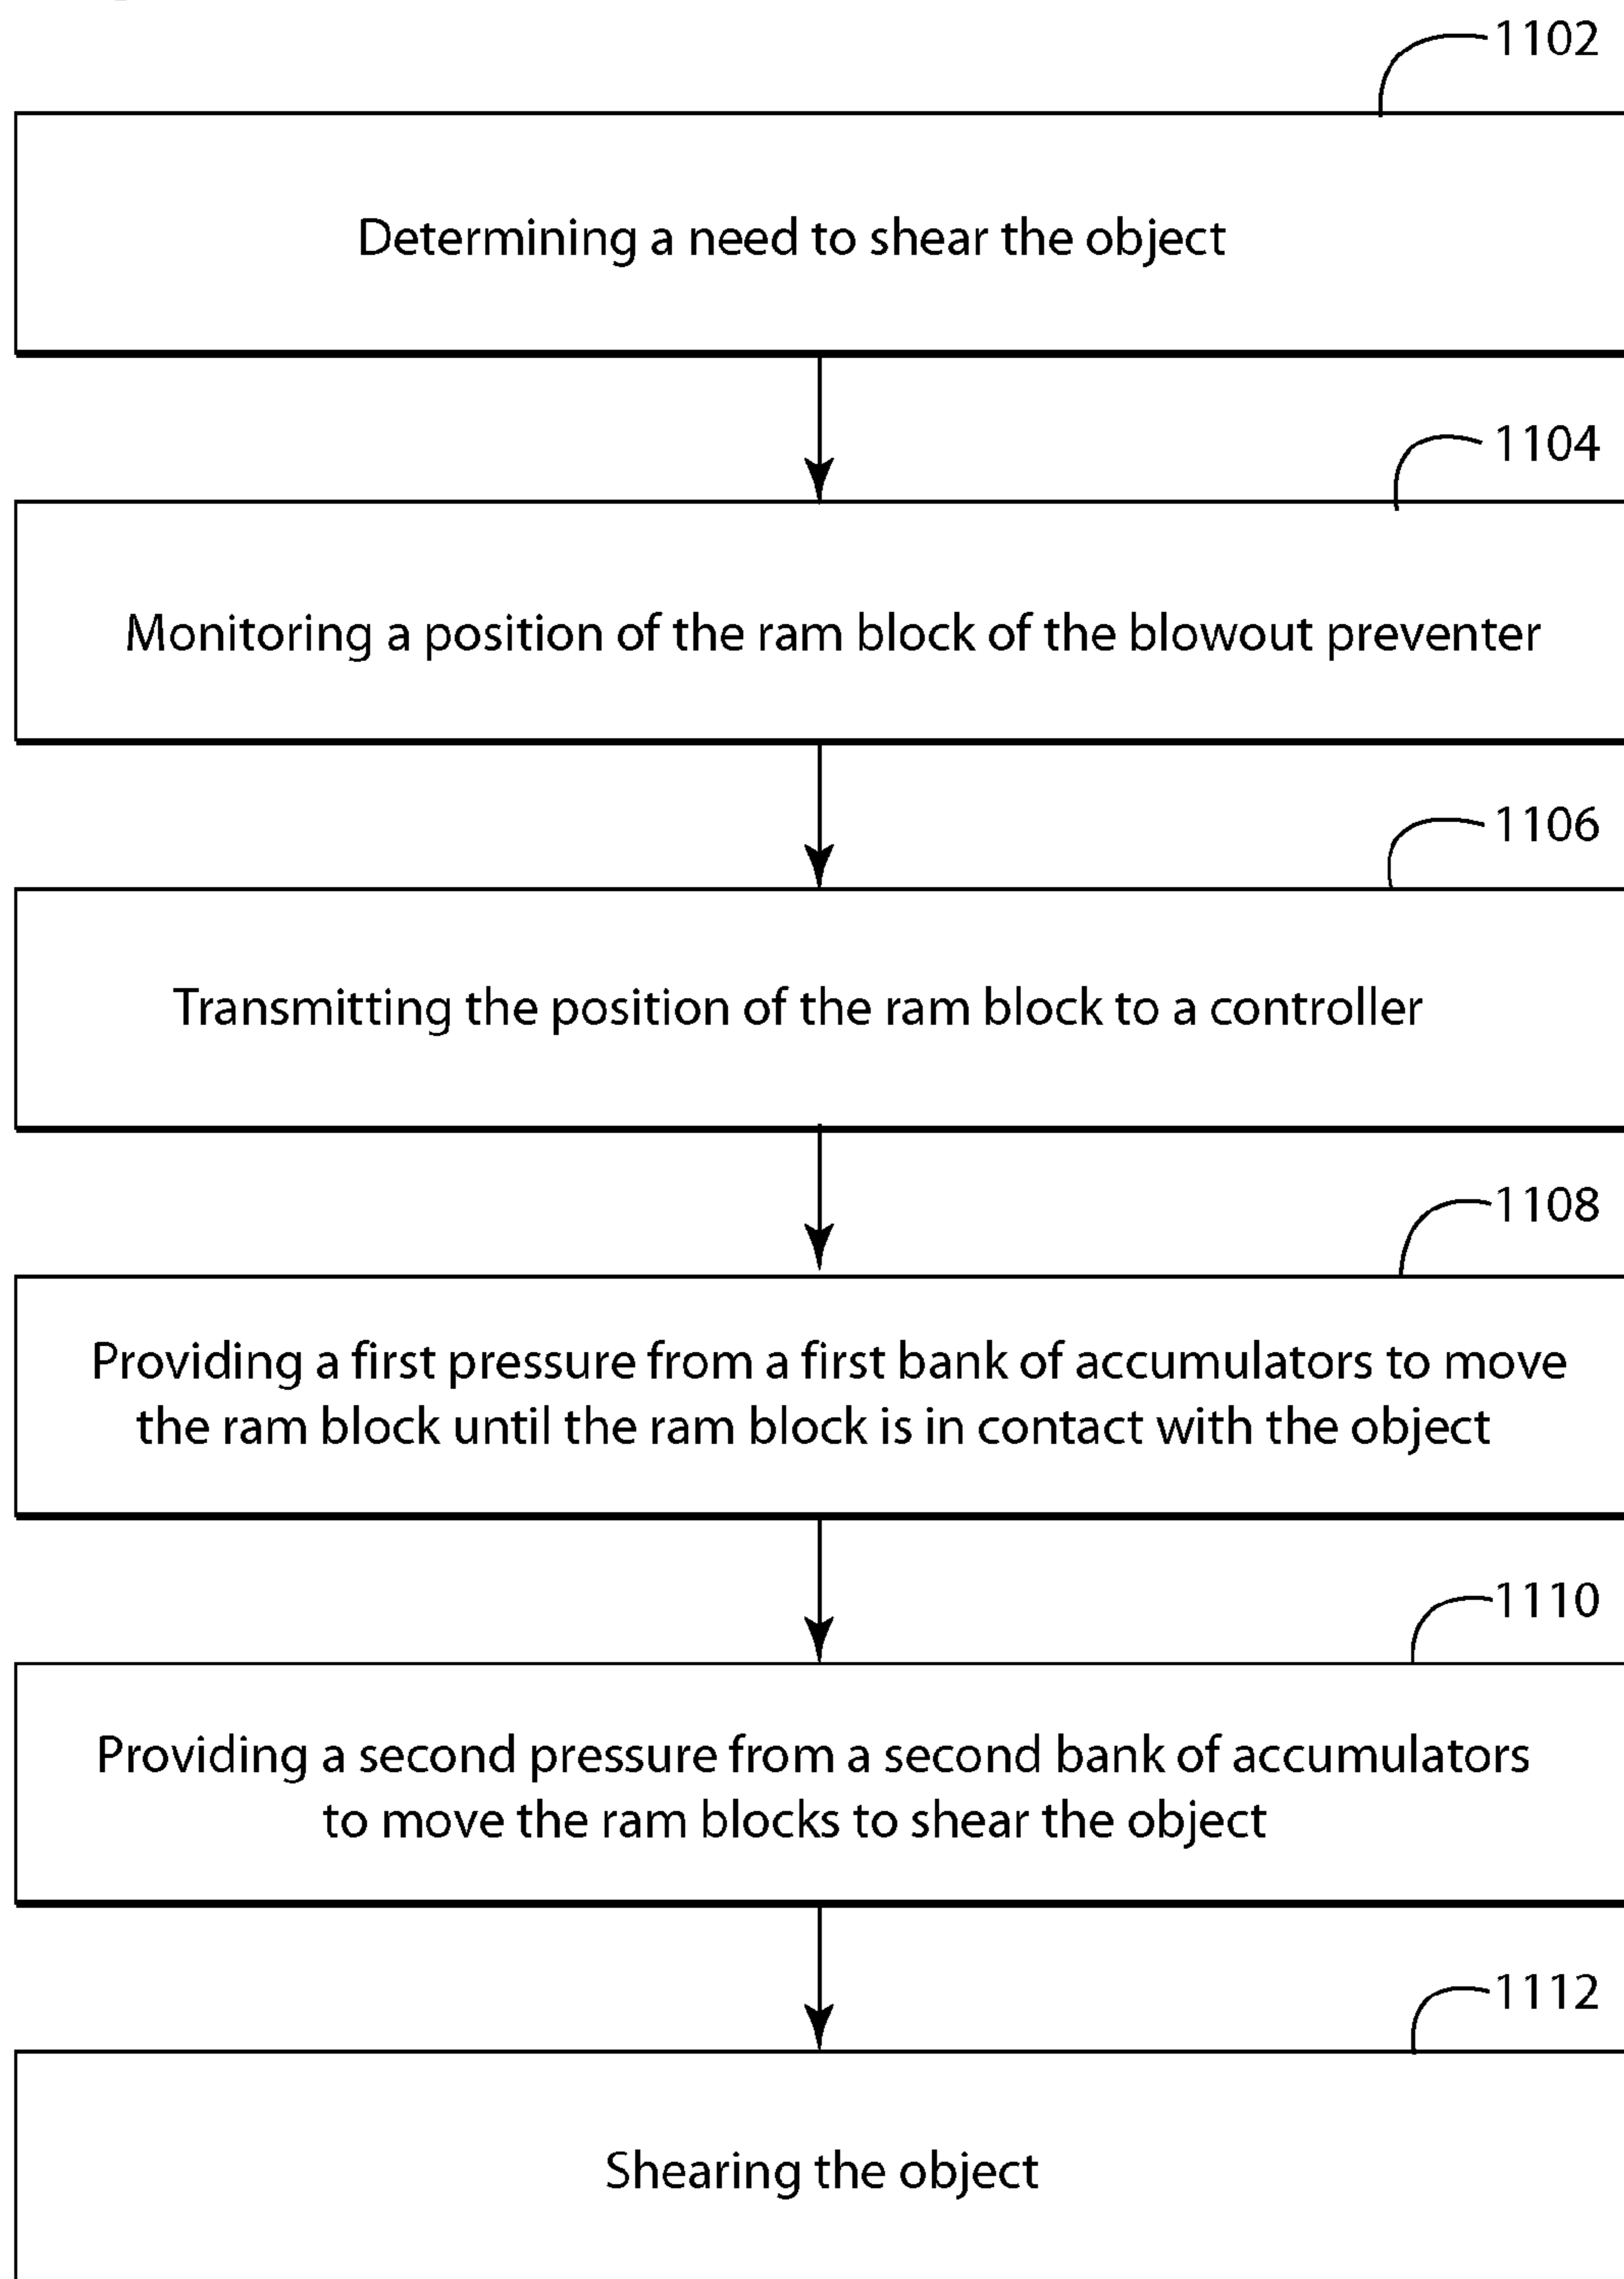 1102
Determining a need to shear the object
1104
Monitoring a position of the ram block of the blowout preventer
1106
Transmitting the position of the ram block to a controller
1108
Providing a first pressure from a first bank of accumulators to move
the ram block until the ram block is in contact with the object
1110
Providing a second pressure from a second bank of accumulators
to move the ram blocks to shear the object
1112
Shearing the object